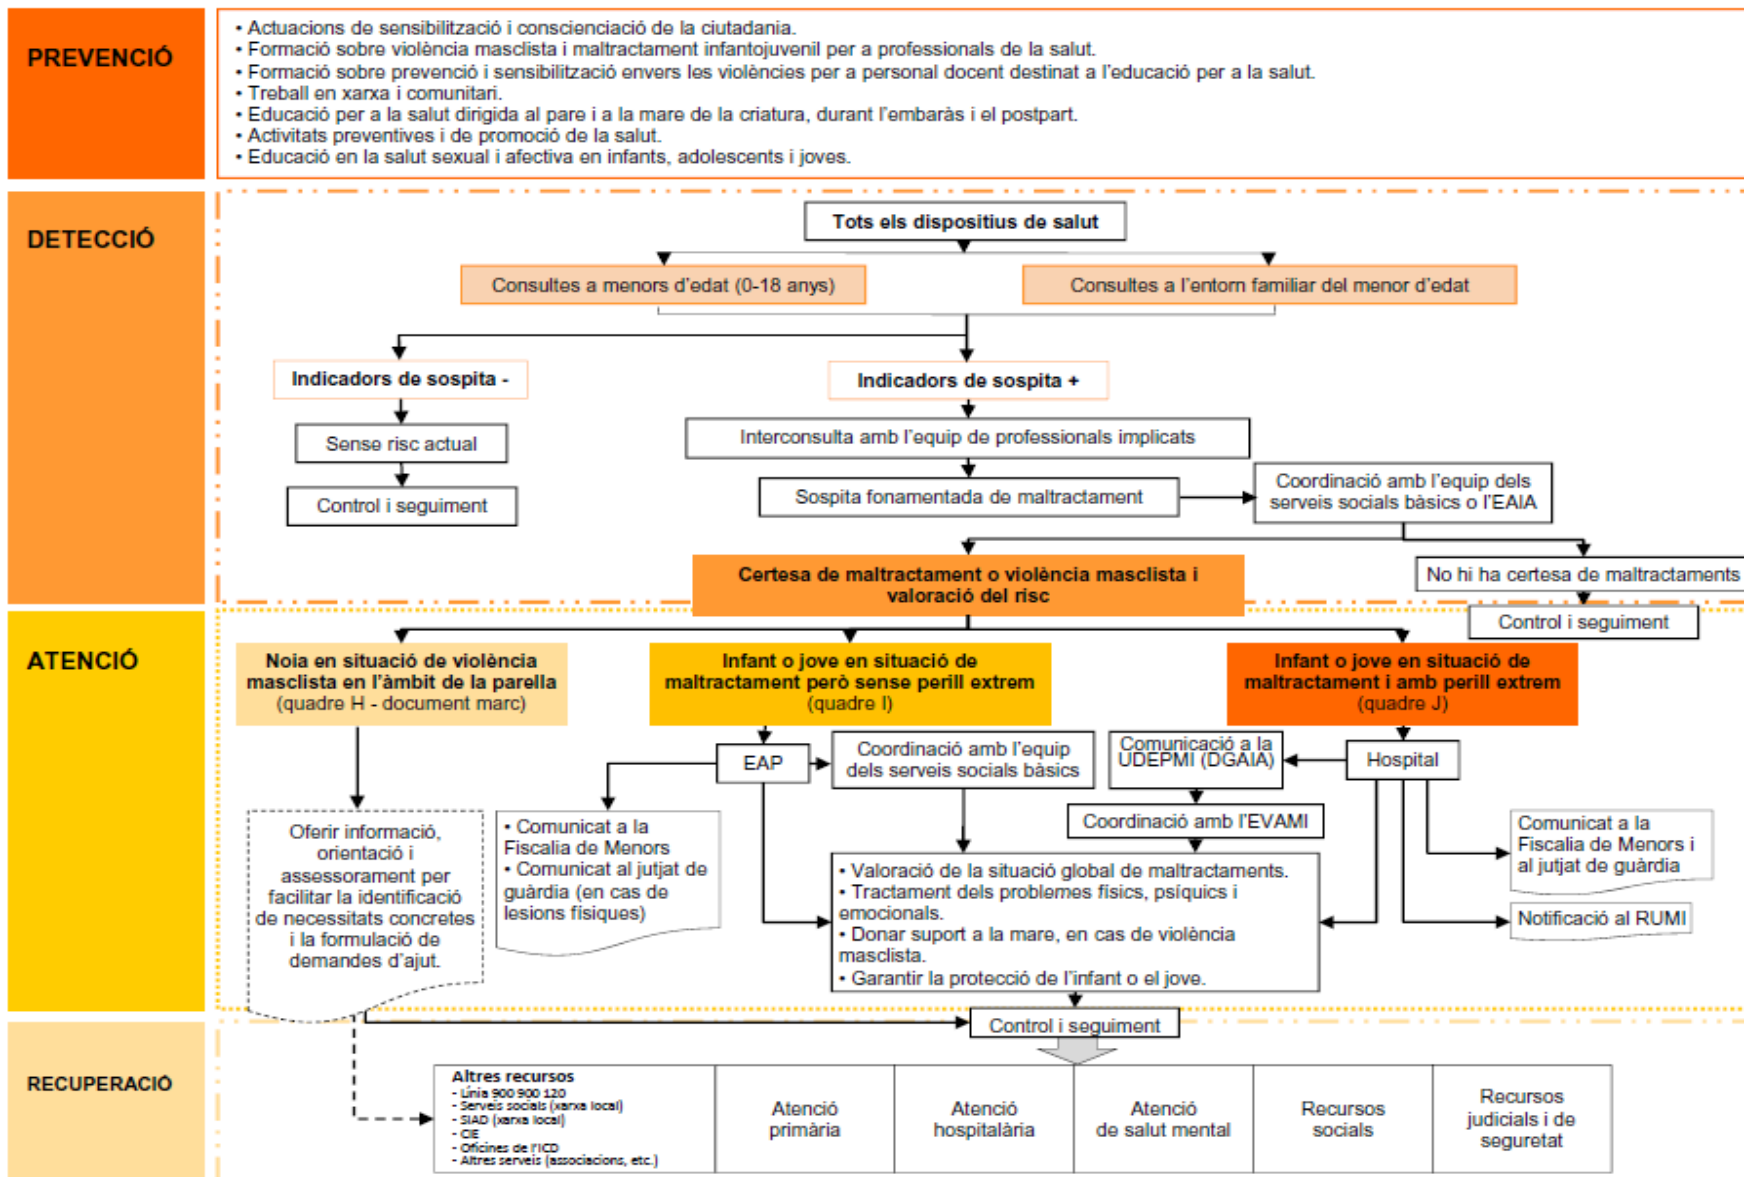 PREVENCIÓ
• Actuacions de sensibilització i conscienciació de la ciutadania.
• Formació sobre violència masclista i maltractament infantojuvenil per a professionals de la salut.
• Formació sobre prevenció i sensibilització envers les violències per a personal docent destinat a l'educació per a la salut.
• Treball en xarxa i comunitari.
• Educació per a la salut dirigida al pare i a la mare de la criatura, durant l'embaràs i el postpart.
• Activitats preventives i de promoció de la salut.
• Educació en la salut sexual i afectiva en infants, adolescents i joves.
DETECCIÓ
Tots els dispositius de salut
Consultes a menors d'edat (0-18 anys)
Consultes a l'entorn familiar del menor d'edat
Indicadors de sospita -
Indicadors de sospita +
Sense risc actual
Interconsulta amb l'equip de professionals implicats
Control i seguiment
Sospita fonamentada de maltractament
Coordinació amb l'equip dels
serveis socials bàsics o l'EAIA
Certesa de maltractament o violència masclista i
valoració del risc
No hi ha certesa de maltractaments
Control i seguiment
ATENCIÓ
Noia en situació de violència
masclista en l'àmbit de la parella
(quadre H - document marc)
Infant o jove en situació de
maltractament però sense perill extrem
(quadre I)
Infant o jove en situació de
maltractament i amb perill extrem
(quadre J)
EAP
Coordinació amb l'equip
dels serveis socials bàsics
Comunicació a la
UDEPMI (DGAIA)
Hospital
Coordinació amb l'EVAMI
Oferir informació,
orientació i
assessorament per
facilitar la identificació
de necessitats concretes
i la formulació de
demandes d'ajut.
• Comunicat a la
Fiscalia de Menors
• Comunicat al jutjat de
guàrdia (en cas de
lesions físiques)
• Valoració de la situació global de maltractaments.
• Tractament dels problemes físics, psíquics i
emocionals.
• Donar suport a la mare, en cas de violència
masclista.
• Garantir la protecció de l'infant o el jove.
Comunicat a la
Fiscalia de Menors i
al jutjat de guàrdia
Notificació al RUMI
Control i seguiment
RECUPERACIÓ
Altres recursos
- Línia 900 900 120
- Serveis socials (xarxa local)
- SIAD (xarxa local)
- CIE
- Oficines de l'ICD
- Altres serveis (associacions, etc.)
Atenció
primària
Atenció
hospitalària
Atenció
de salut mental
Recursos
socials
Recursos
judicials i de
seguretat